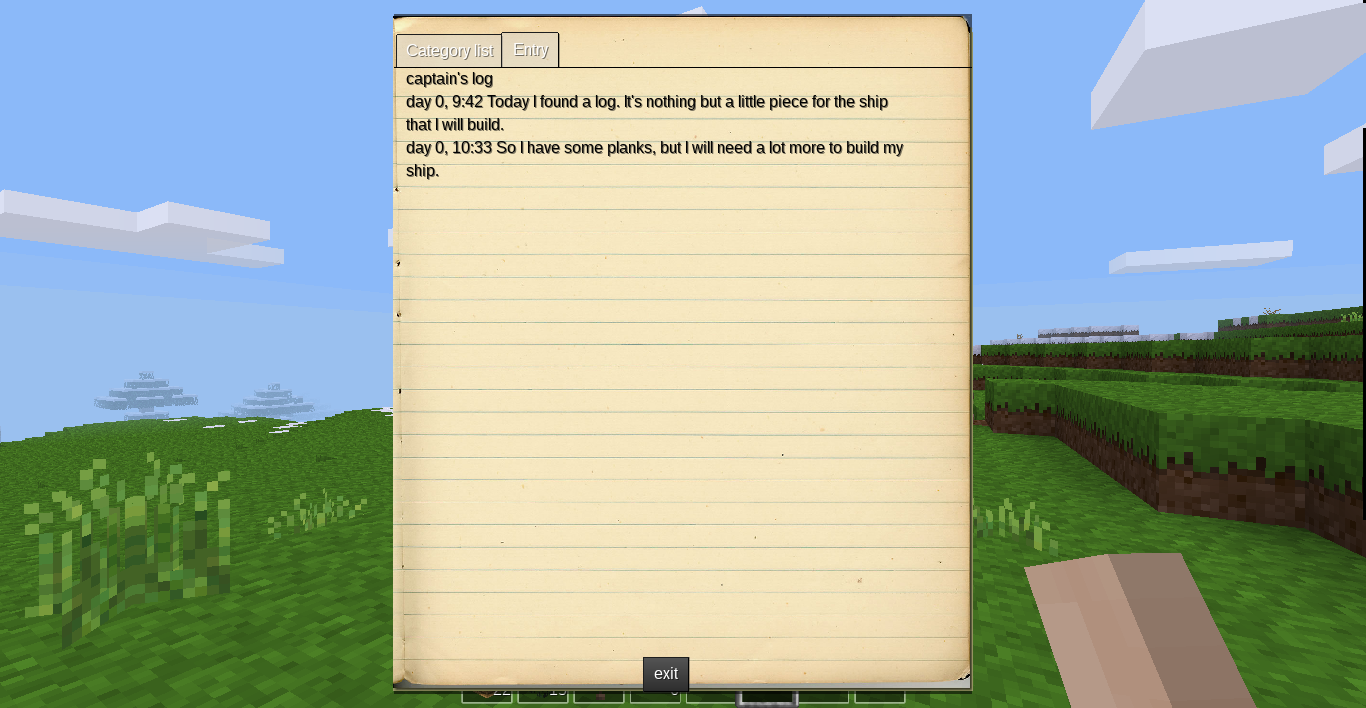 Category list
Entry
captain's log
day 0, 9:42 Today I found a log. It's nothing but a little piece for the ship
that I will build.
day 0, 10:33 So I have some planks, but I will need a lot more to build my
ship.
exit